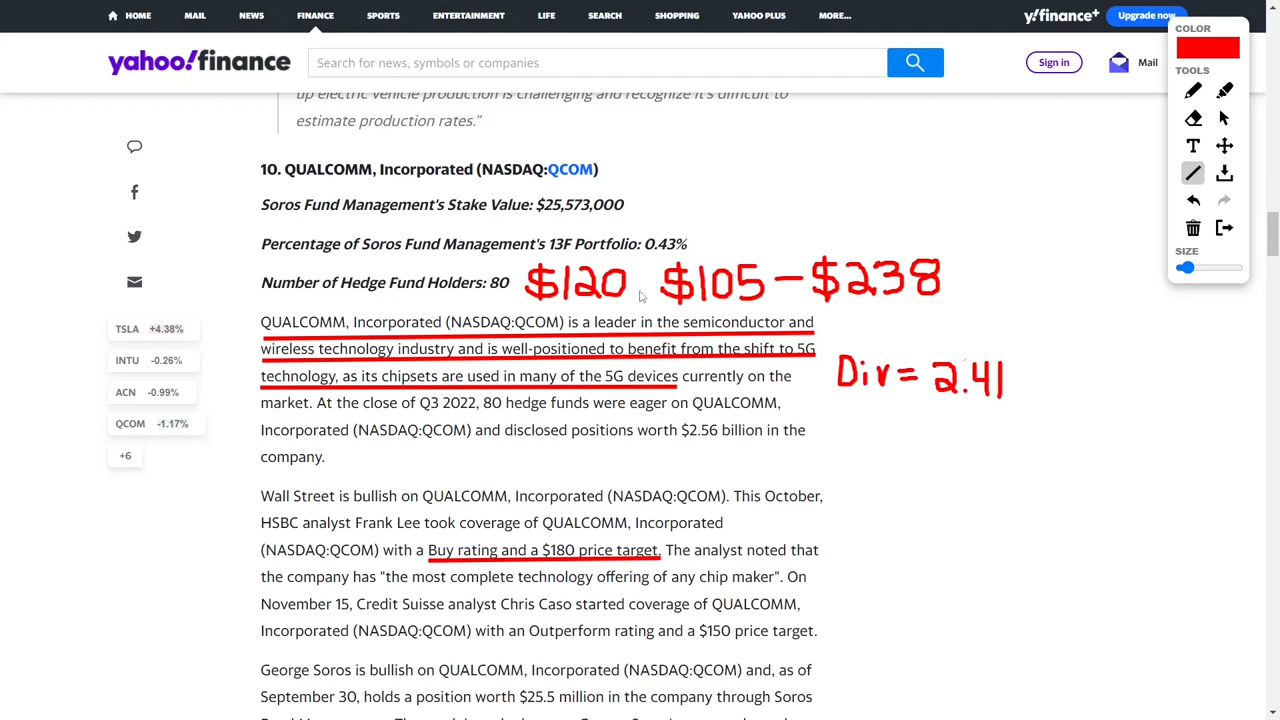 HOME MAIL NEWS FINANCE SPORTS ENTERTAINMENT LIFE SEARCH SHOPPING YAHOO PLUS MORE... y!finance+ Upgrade now
yahoo!finance Search for news, symbols or companies Sign in Mail
COLOR
TOOLS
T
SIZE
up electric vehicle production is challenging and recognize it's difficult to
estimate production rates.”
10. QUALCOMM, Incorporated (NASDAQ:QCOM)
Soros Fund Management's Stake Value: $25,573,000
Percentage of Soros Fund Management's 13F Portfolio: 0.43%
Number of Hedge Fund Holders: 80 $120 $105 - $238
QUALCOMM, Incorporated (NASDAQ:QCOM) is a leader in the semiconductor and
wireless technology industry and is well-positioned to benefit from the shift to 5G
technology, as its chipsets are used in many of the 5G devices currently on the
Div = 2.41
market. At the close of Q3 2022, 80 hedge funds were eager on QUALCOMM,
Incorporated (NASDAQ:QCOM) and disclosed positions worth $2.56 billion in the
company.
TSLA +4.38%
INTU -0.26%
ACN -0.99%
QCOM -1.17%
+6
Wall Street is bullish on QUALCOMM, Incorporated (NASDAQ:QCOM). This October,
HSBC analyst Frank Lee took coverage of QUALCOMM, Incorporated
(NASDAQ:QCOM) with a Buy rating and a $180 price target. The analyst noted that
the company has "the most complete technology offering of any chip maker". On
November 15, Credit Suisse analyst Chris Caso started coverage of QUALCOMM,
Incorporated (NASDAQ:QCOM) with an Outperform rating and a $150 price target.
George Soros is bullish on QUALCOMM, Incorporated (NASDAQ:QCOM) and, as of
September 30, holds a position worth $25.5 million in the company through Soros